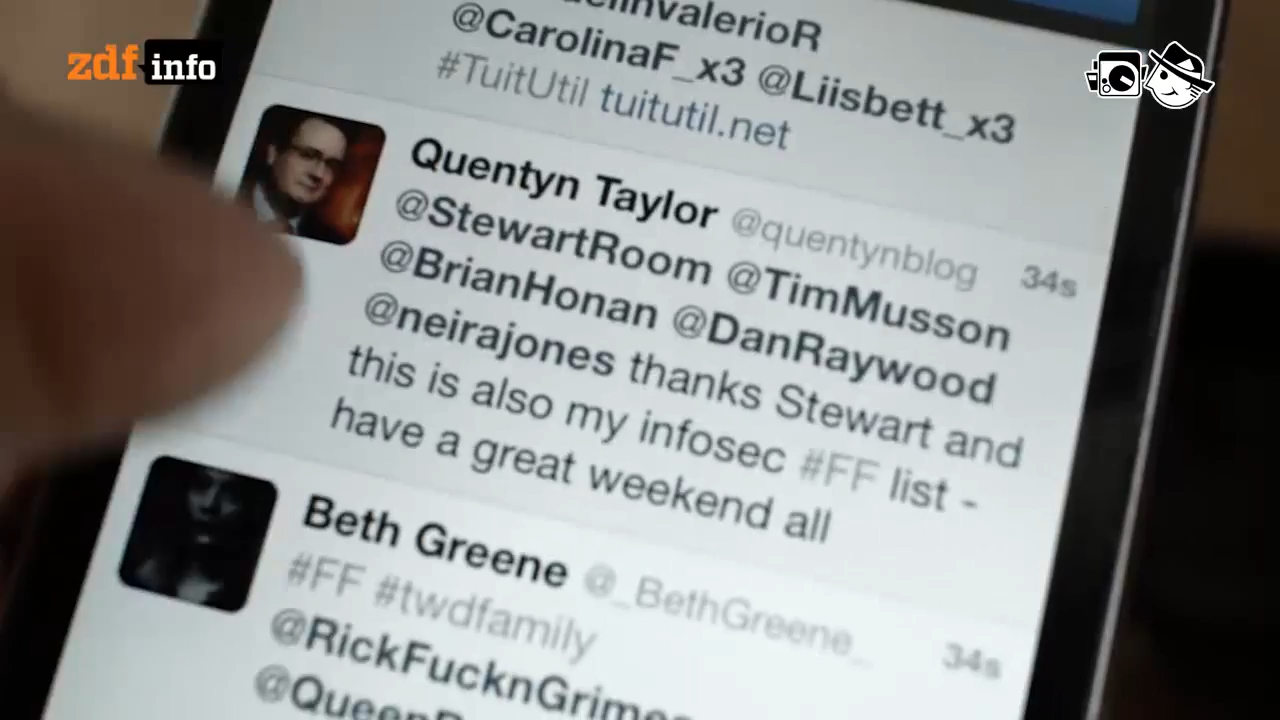 zdf info
@CarolinaF_x3 @Liisbett_x3
#TuitUtil tuitutil.net
Quentyn Taylor @quentynblog 34s
@StewartRoom @TimMusson
@BrianHonan @DanRaywood
@neirajones thanks Stewart and
this is also my infosec #FF list -
have a great weekend all
Beth Greene @_BethGreene_ 34s
#FF #twdfamily